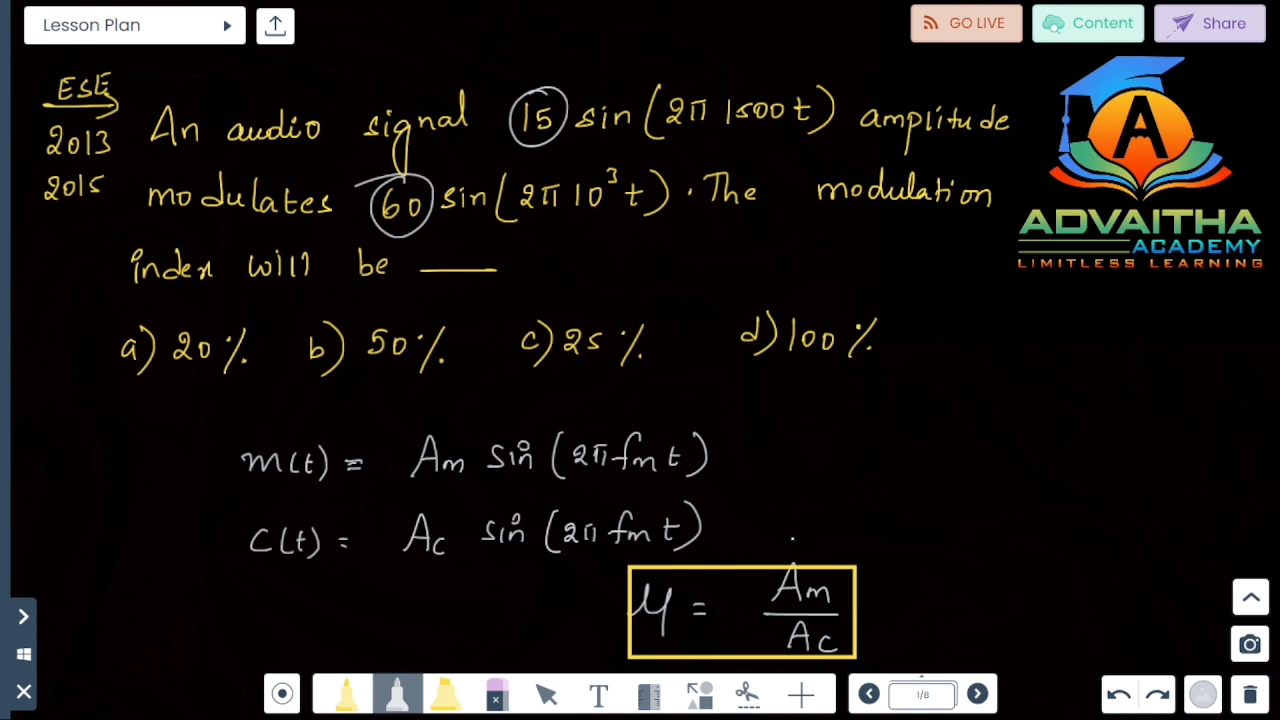 Lesson Plan
GO LIVE
Content
Share
ESE
2013
2015
An audio signal 15 sin(2π 1500 t) amplitude
modulates 60 sin(2π 10³ t). The modulation
index will be ____
a) 20% b) 50% c) 25% d) 100%
m(t) = Am sin (2πfm t)
C(t) = Ac sin (2π fm t)
μ = Am/Ac
A
ADVAITHA
ACADEMY
LIMITLESS LEARNING
T
1/8